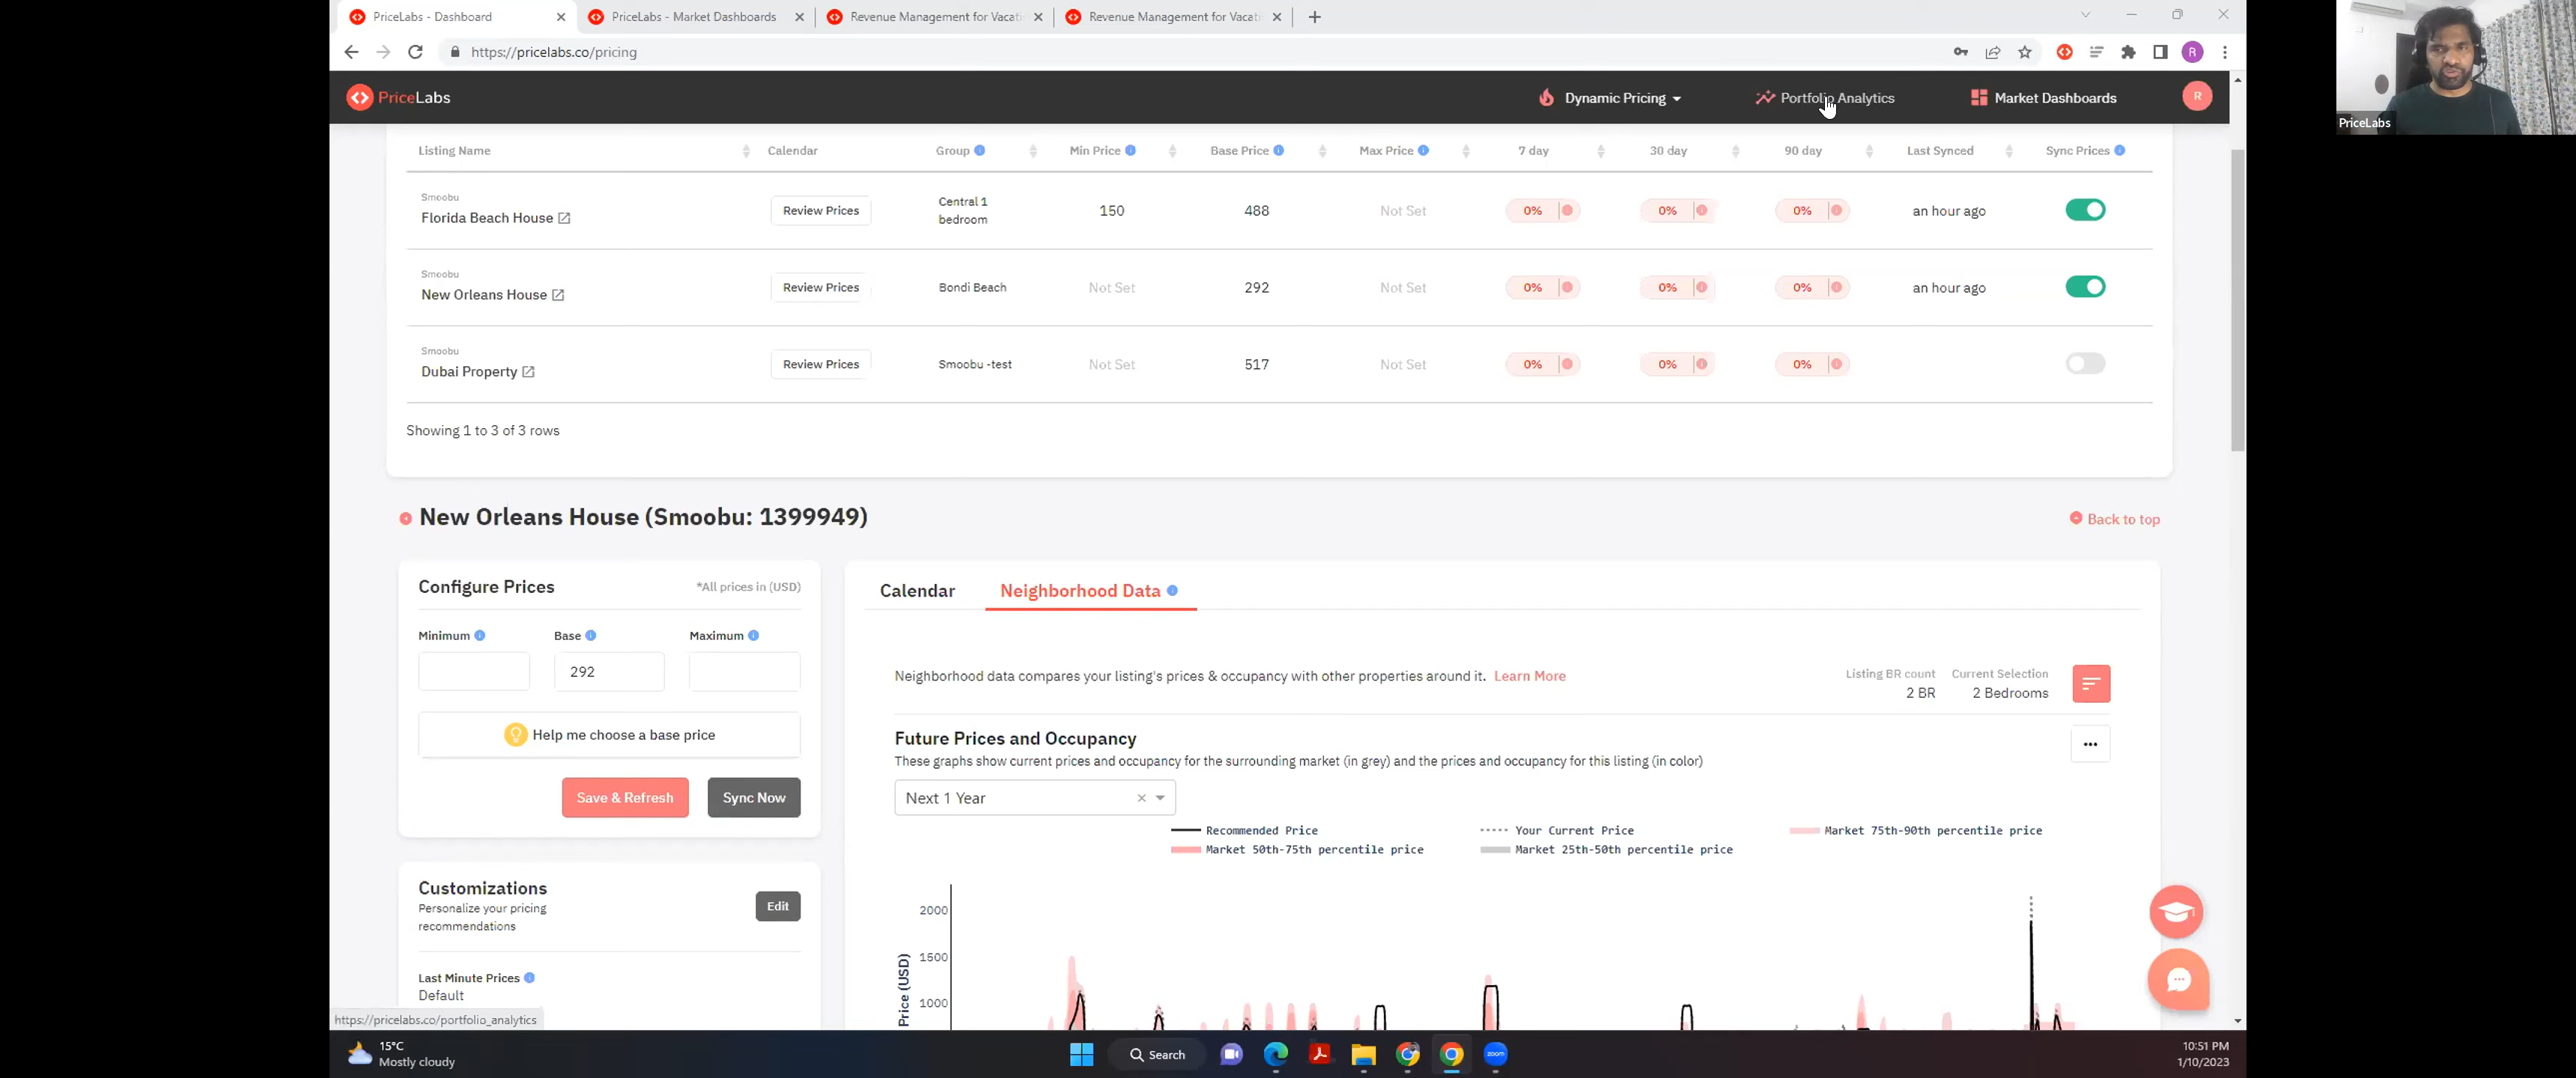 PriceLabs - Dashboard
PriceLabs - Market Dashboards
Revenue Management for Vacati
Revenue Management for Vacati
https://pricelabs.co/pricing
R
PriceLabs
PriceLabs
Dynamic Pricing
Portfolio Analytics
Market Dashboards
R
Listing Name
Calendar
Group
Min Price
Base Price
Max Price
7 day
30 day
90 day
Last Synced
Sync Prices
Smoobu
Florida Beach House
Review Prices
Central 1
bedroom
150
488
Not Set
0%
0%
0%
an hour ago
Smoobu
New Orleans House
Review Prices
Bondi Beach
Not Set
292
Not Set
0%
0%
0%
an hour ago
Smoobu
Dubai Property
Review Prices
Smoobu -test
Not Set
517
Not Set
0%
0%
0%
Showing 1 to 3 of 3 rows
New Orleans House (Smoobu: 1399949)
Back to top
Configure Prices
*All prices in (USD)
Minimum
Base
Maximum
292
Help me choose a base price
Save & Refresh
Sync Now
Customizations
Personalize your pricing
recommendations
Edit
Last Minute Prices
Default
Calendar
Neighborhood Data
Neighborhood data compares your listing's prices & occupancy with other properties around it. Learn More
Listing BR count
2 BR
Current Selection
2 Bedrooms
Future Prices and Occupancy
These graphs show current prices and occupancy for the surrounding market (in grey) and the prices and occupancy for this listing (in color)
Next 1 Year
Recommended Price
Your Current Price
Market 75th-90th percentile price
Market 50th-75th percentile price
Market 25th-50th percentile price
2000
1500
1000
Price (USD)
https://pricelabs.co/portfolio_analytics
15°C
Mostly cloudy
Search
zoom
10:51 PM
1/10/2023